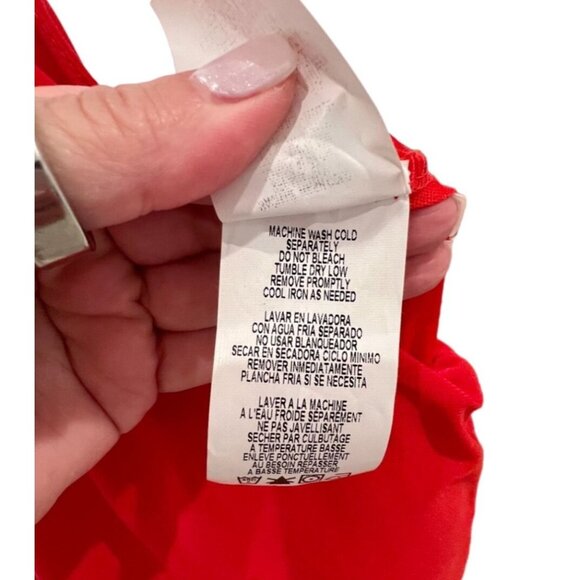 MACHINE WASH COLD
SEPARATELY
DO NOT BLEACH
TUMBLE DRY LOW
REMOVE PROMPTLY
COOL IRON AS NEEDED
LAVAR EN LAVADORA
CON AGUA FRIA SEPARADO
NO USAR BLANQUEADOR
SECAR EN SECADORA CICLO MINIMO
REMOVER INMEDIATAMENTE
PLANCHA FRIA SI SE NECESITA
LAVER A LA MACHINE
A L'EAU FROIDE SEPAREMENT
NE PAS JAVELLISANT
SECHER PAR CULBUTAGE
A TEMPERATURE BASSE
ENLEVE PONCTUELLEMENT
AU BESOIN REPASSER
A BASSE TEMPERATURE